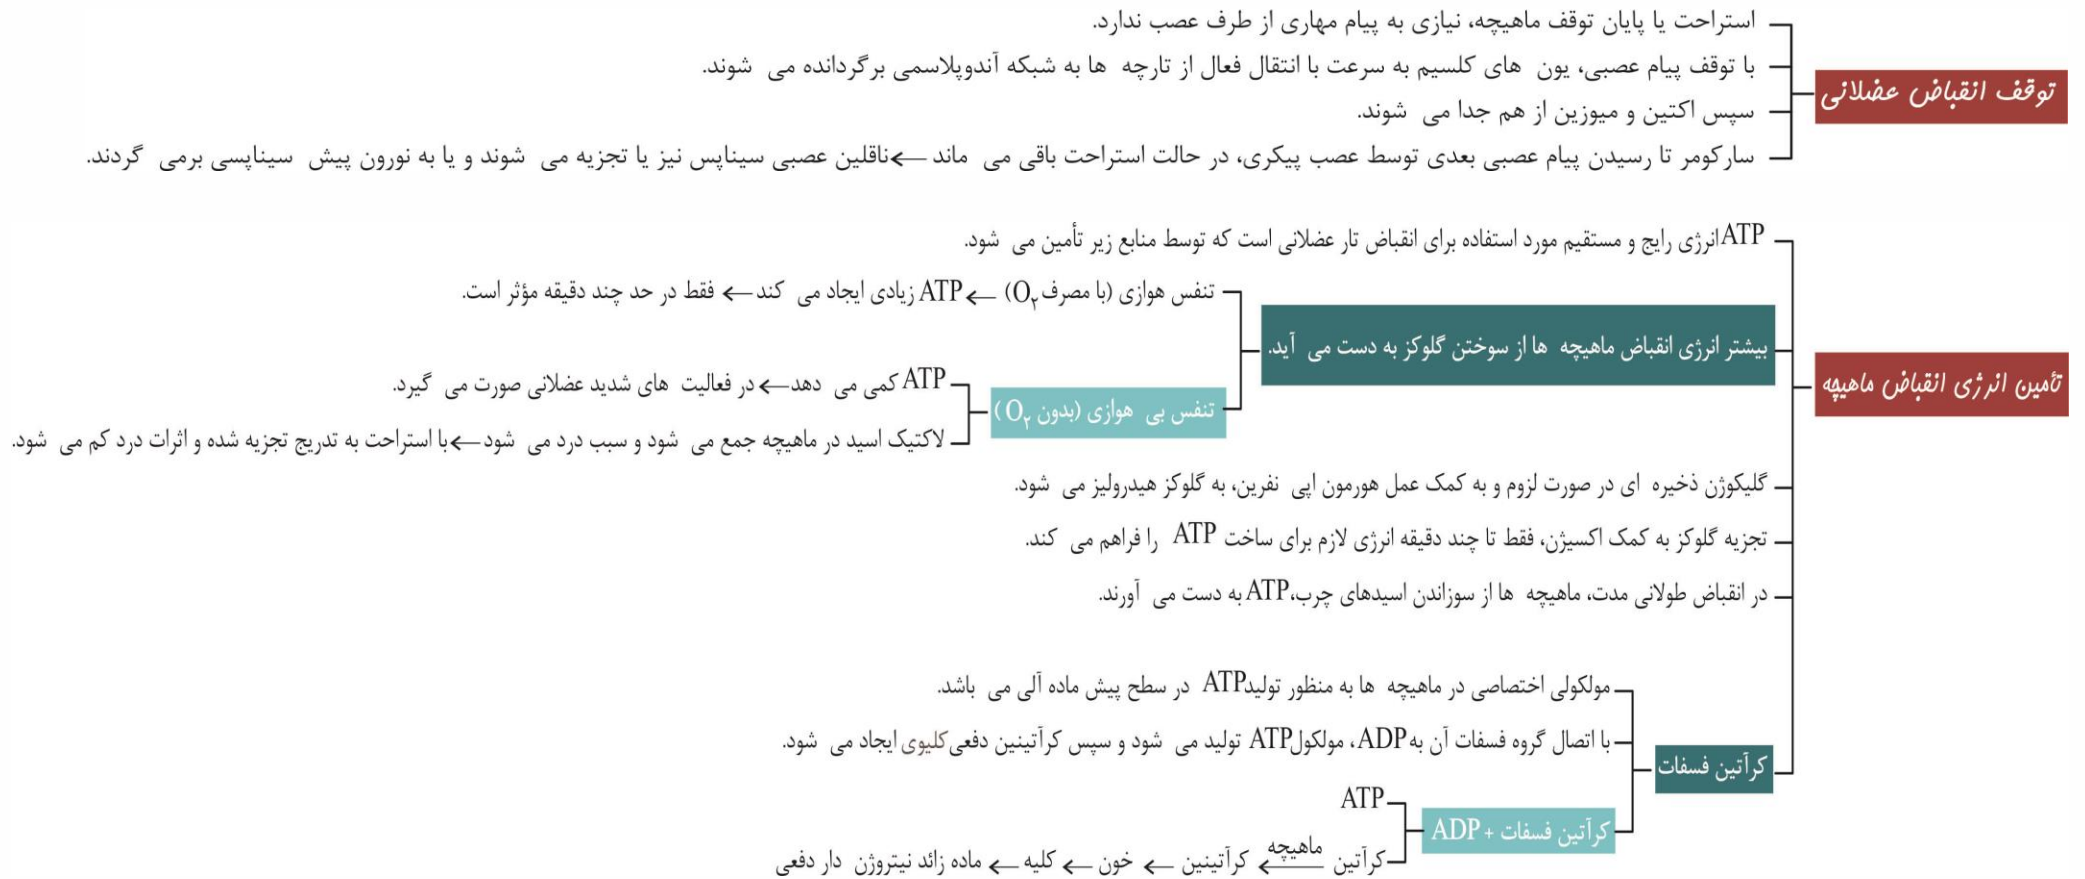 توقف انقباض عضلانی
استراحت یا پایان توقف ماهیچه، نیازی به پیام مهاری از طرف عصب ندارد.
با توقف پیام عصبی، یون های کلسیم به سرعت با انتقال فعال از تارچه ها به شبکه آندوپلاسمی برگردانده می شوند.
سپس اکتین و میوزین از هم جدا می شوند.
سارکومر تا رسیدن پیام عصبی بعدی توسط عصب پیکری، در حالت استراحت باقی می ماند ← ناقلین عصبی سیناپس نیز یا تجزیه می شوند و یا به نورون پیش سیناپسی برمی گردند.
تأمین انرژی انقباض ماهیچه
ATP انرژی رایج و مستقیم مورد استفاده برای انقباض تار عضلانی است که توسط منابع زیر تأمین می شود.
بیشتر انرژی انقباض ماهیچه ها از سوختن گلوکز به دست می آید.
تنفس هوازی (با مصرف O۲) ← ATP زیادی ایجاد می کند ← فقط در حد چند دقیقه مؤثر است.
تنفس بی هوازی (بدون O۲)
ATP کمی می دهد ← در فعالیت های شدید عضلانی صورت می گیرد.
لاکتیک اسید در ماهیچه جمع می شود و سبب درد می شود ← با استراحت به تدریج تجزیه شده و اثرات درد کم می شود.
گلیکوژن ذخیره ای در صورت لزوم و به کمک عمل هورمون اپی نفرین، به گلوکز هیدرولیز می شود.
تجزیه گلوکز به کمک اکسیژن، فقط تا چند دقیقه انرژی لازم برای ساخت ATP را فراهم می کند.
در انقباض طولانی مدت، ماهیچه ها از سوزاندن اسیدهای چرب، ATP به دست می آورند.
کرآتین فسفات
مولکولی اختصاصی در ماهیچه ها به منظور تولید ATP در سطح پیش ماده آلی می باشد.
با اتصال گروه فسفات آن به ADP، مولکول ATP تولید می شود و سپس کرآتینین دفعی کلیوی ایجاد می شود.
کرآتین فسفات + ADP
ATP
کرآتین ← ماهیچه کرآتینین ← خون ← کلیه ← ماده زائد نیتروژن دار دفعی